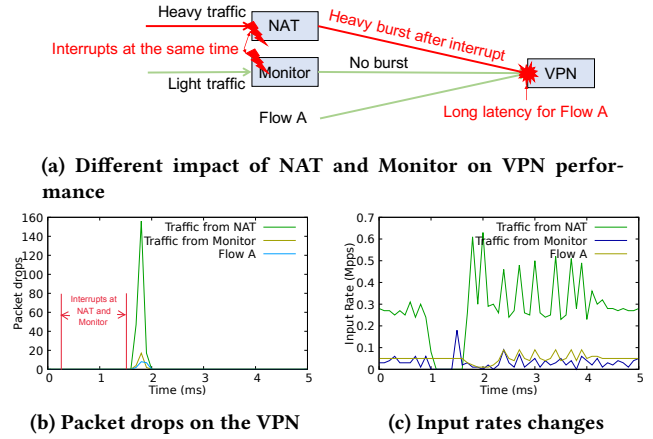 Heavy traffic
NAT
Heavy burst after interrupt
Interrupts at the same time
Monitor
No burst
VPN
Light traffic
Flow A
Long latency for Flow A
(a) Different impact of NAT and Monitor on VPN perfor-
mance
160
140
120
100
80
60
40
20
0
Packet drops
Traffic from NAT
Traffic from Monitor
Flow A
Interrupts at
NAT and
Monitor
0 1 2 3 4 5
Time (ms)
(b) Packet drops on the VPN
0.7
0.6
0.5
0.4
0.3
0.2
0.1
0
Input Rate (Mpps)
Traffic from NAT
Traffic from Monitor
Flow A
0 1 2 3 4 5
Time (ms)
(c) Input rates changes